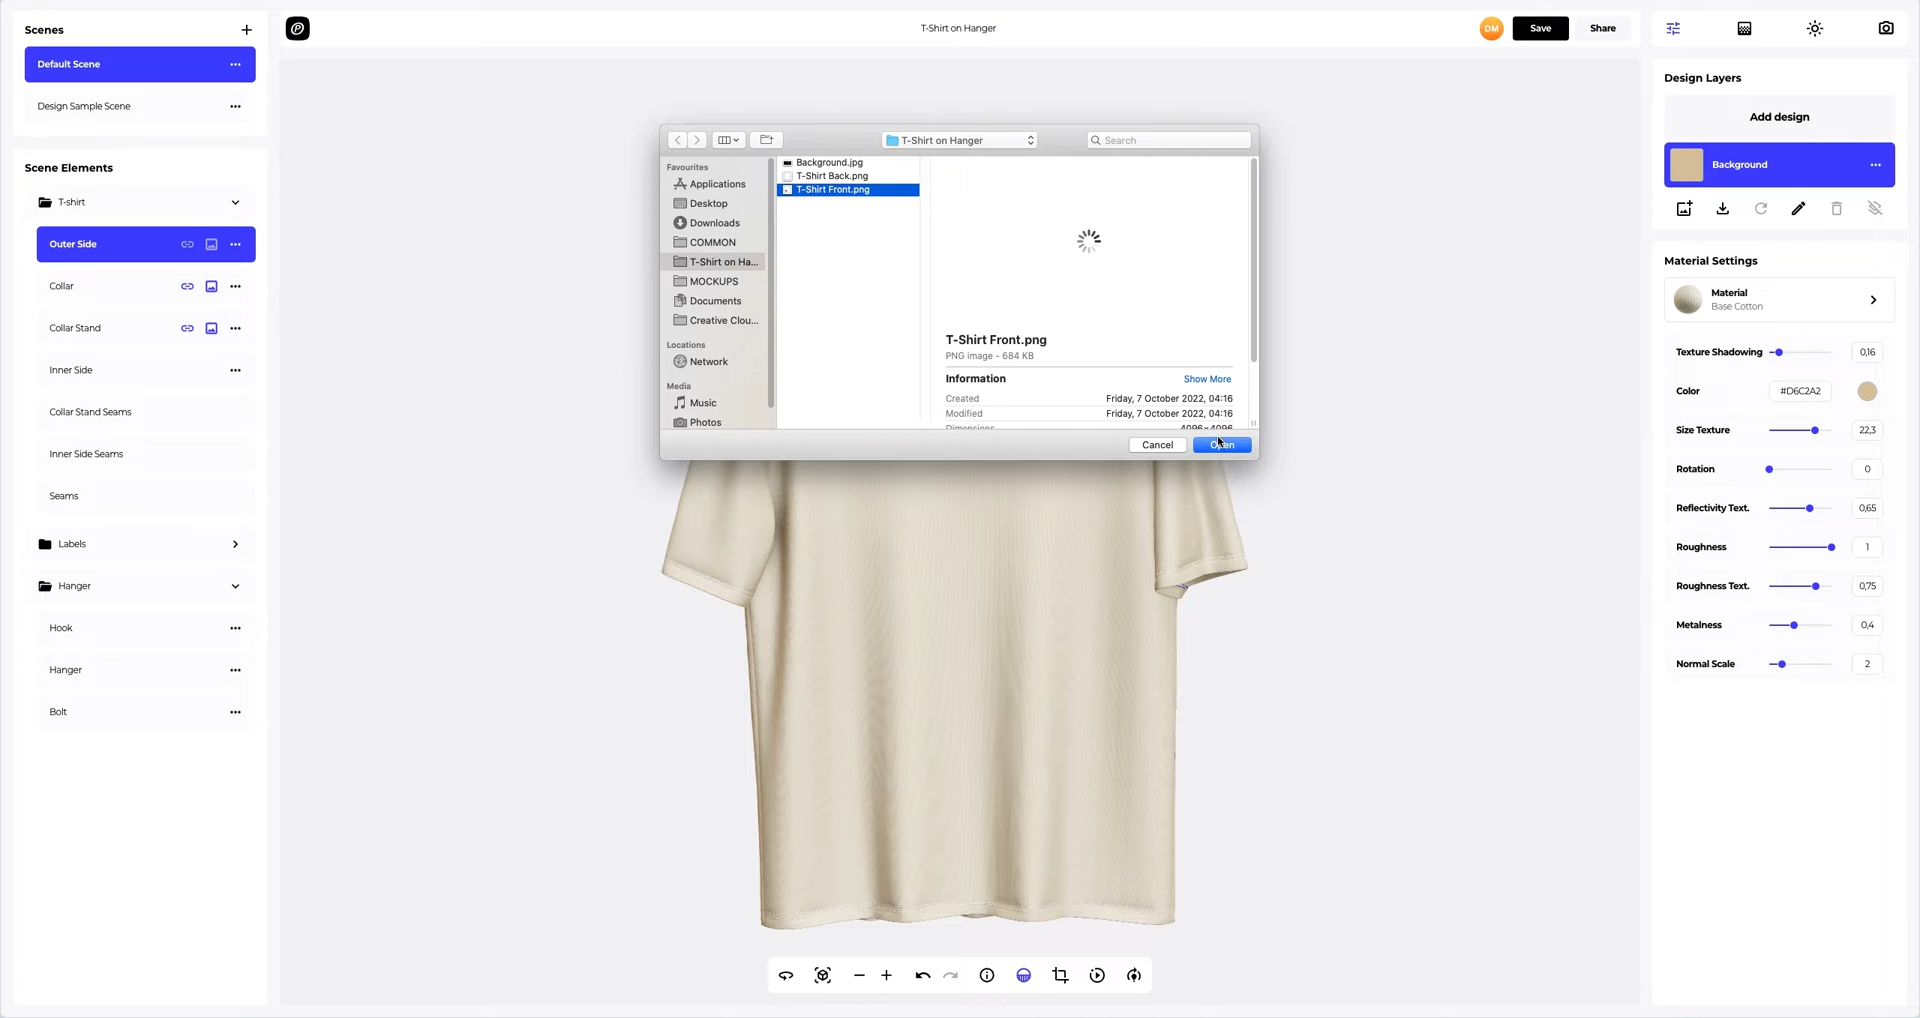 Scenes
Default Scene
Design Sample Scene
Scene Elements
T-shirt
Outer Side
Collar
Collar Stand
Inner Side
Collar Stand Seams
Inner Side Seams
Seams
Labels
Hanger
Hook
Hanger
Bolt
T-Shirt on Hanger
DM
Save
Share
T-Shirt on Hanger
Search
Favourites
Applications
Desktop
Downloads
COMMON
T-Shirt on Ha...
MOCKUPS
Documents
Creative Clou...
Locations
Network
Media
Music
Photos
Background.jpg
T-Shirt Back.png
T-Shirt Front.png
T-Shirt Front.png
PNG image - 684 KB
Information Show More
Created Friday, 7 October 2022, 04:16
Modified Friday, 7 October 2022, 04:16
Dimensions 4096×4096
Cancel
Open
Design Layers
Add design
Background
Material Settings
Material
Base Cotton
Texture Shadowing 0,16
Color #D6C2A2
Size Texture 22,3
Rotation 0
Reflectivity Text. 0,65
Roughness 1
Roughness Text. 0,75
Metalness 0,4
Normal Scale 2